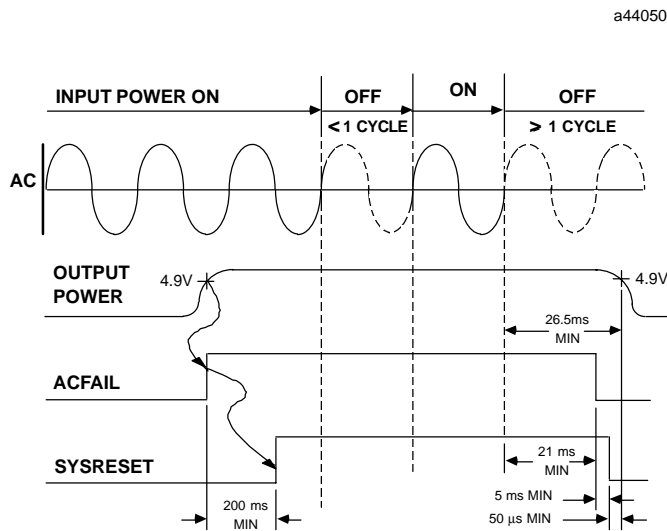 a44050
INPUT POWER ON
OFF
ON
OFF
< 1 CYCLE
> 1 CYCLE
AC
OUTPUT
POWER
4.9V
4.9V
26.5ms
MIN
ACFAIL
SYSRESET
21 ms
MIN
200 ms
MIN
5 ms MIN
50 µs MIN